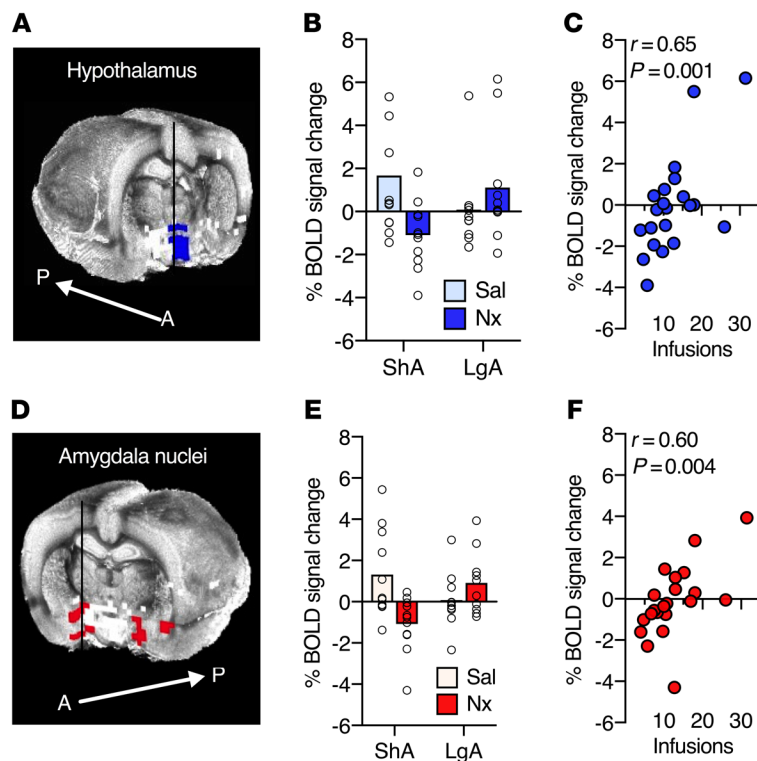 A
Hypothalamus
P
A
B
% BOLD signal change
8
6
4
2
0
-2
-4
-6
Sal
Nx
ShA LgA
C
r = 0.65
P = 0.001
% BOLD signal change
8
6
4
2
0
-2
-4
-6
10 20 30
Infusions
D
Amygdala nuclei
A
P
E
% BOLD signal change
8
6
4
2
0
-2
-4
-6
Sal
Nx
ShA LgA
F
r = 0.60
P = 0.004
% BOLD signal change
8
6
4
2
0
-2
-4
-6
10 20 30
Infusions